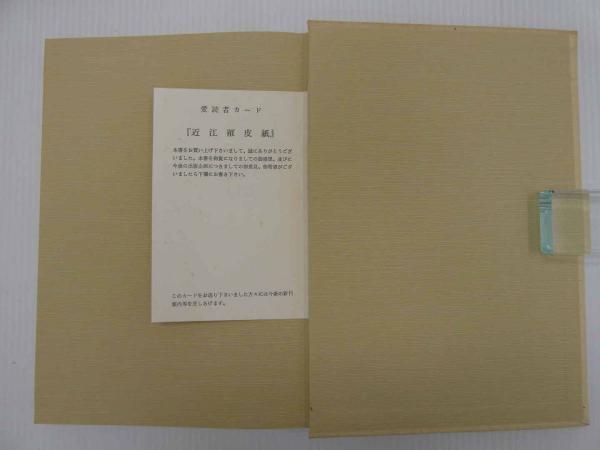 愛読者カード
『近江雁皮紙』
本書をお買い上げ下さいまして、誠にありがとうござ
いました。本書を御覧になりましての御感想、並びに
今後の出版企画につきましての御意見、御希望がござ
いましたら下欄にお書き下さい。
このカードをお送り下さいました方々には今後の新刊
案内等を差しあげます。